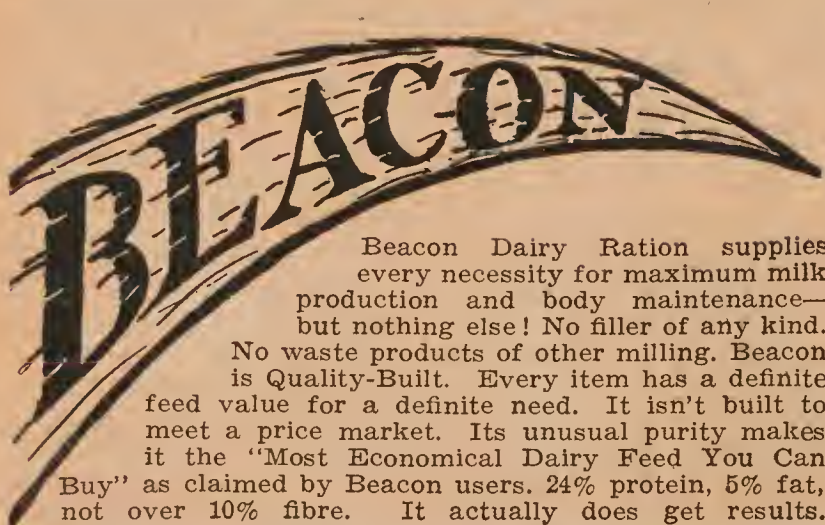 BEACON
Beacon Dairy Ration supplies
every necessity for maximum milk
production and body maintenance—
but nothing else! No filler of any kind.
No waste products of other milling. Beacon
is Quality-Built. Every item has a definite
feed value for a definite need. It isn't built to
meet a price market. Its unusual purity makes
it the "Most Economical Dairy Feed You Can
Buy" as claimed by Beacon users. 24% protein, 5% fat,
not over 10% fibre. It actually does get results.